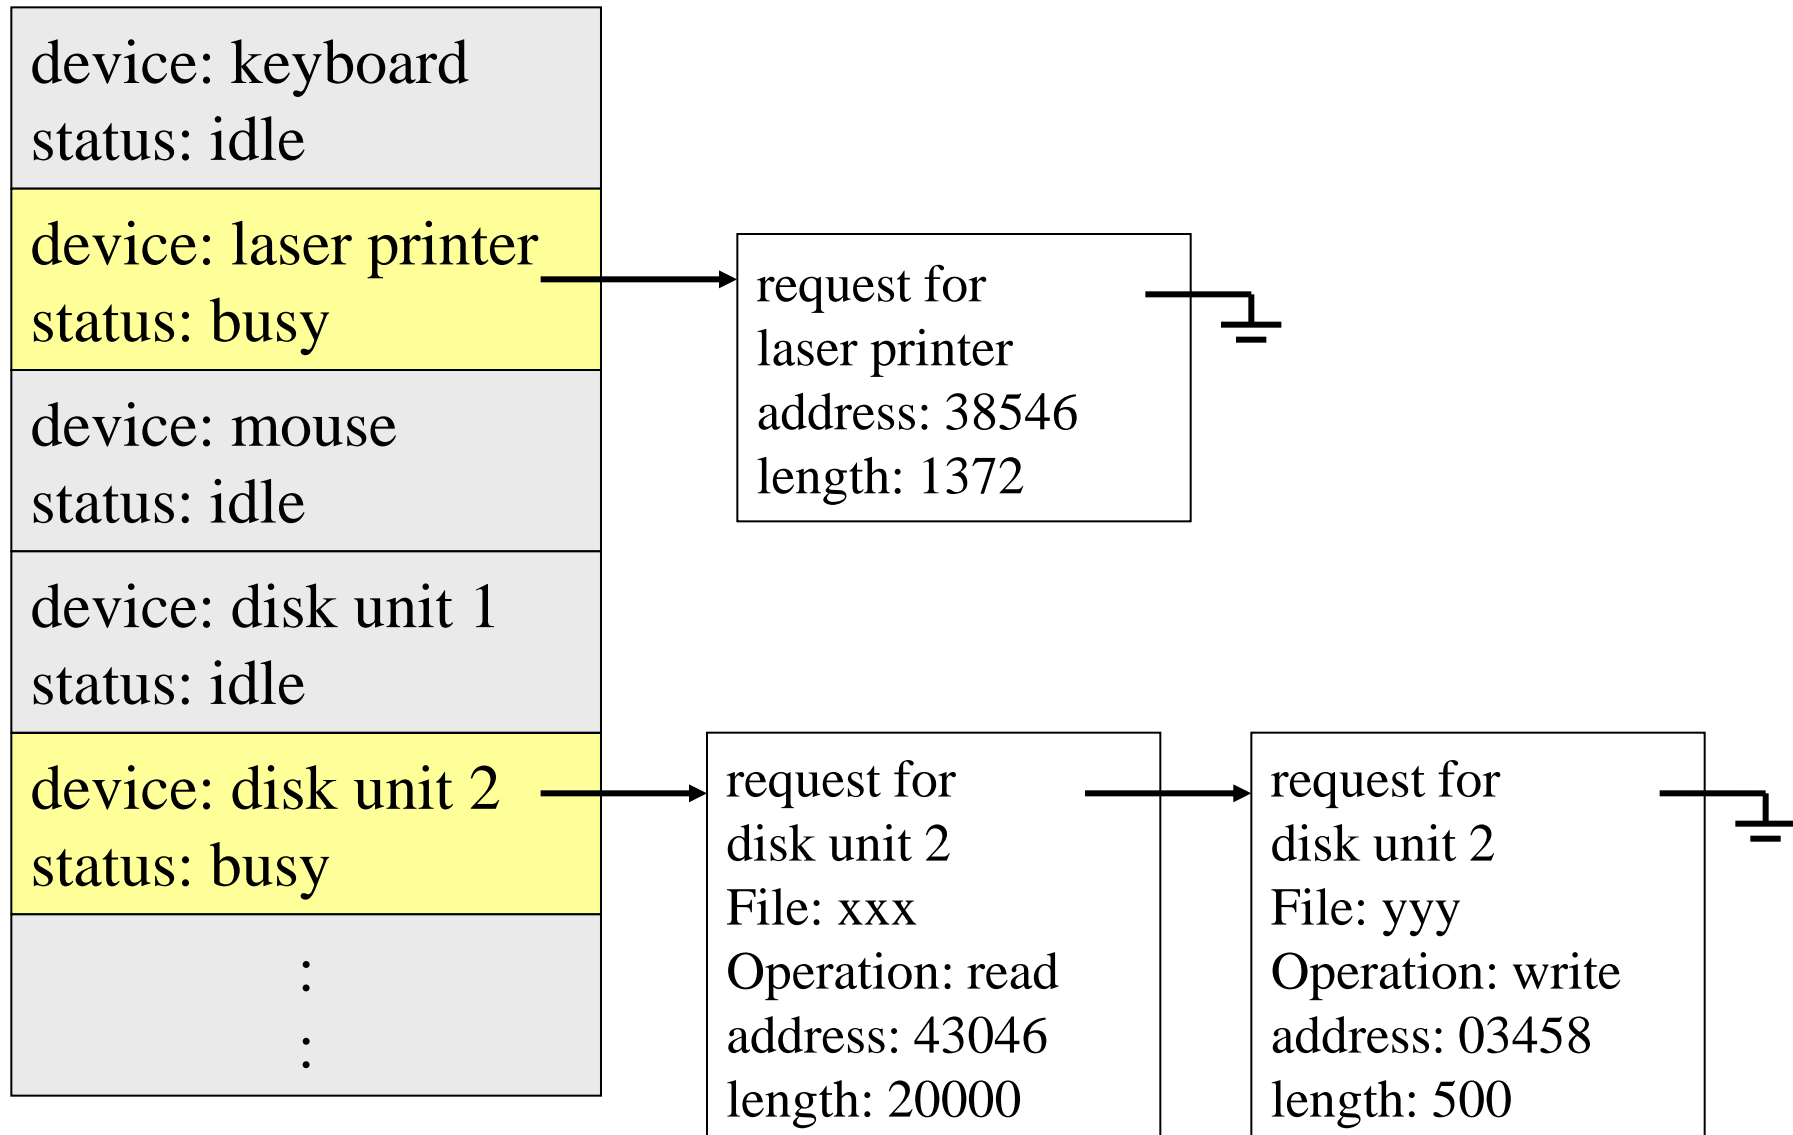 device: keyboard
status: idle
device: laser printer
status: busy
device: mouse
status: idle
device: disk unit 1
status: idle
device: disk unit 2
status: busy
:
:
request for
laser printer
address: 38546
length: 1372
request for
disk unit 2
File: xxx
Operation: read
address: 43046
length: 20000
request for
disk unit 2
File: yyy
Operation: write
address: 03458
length: 500